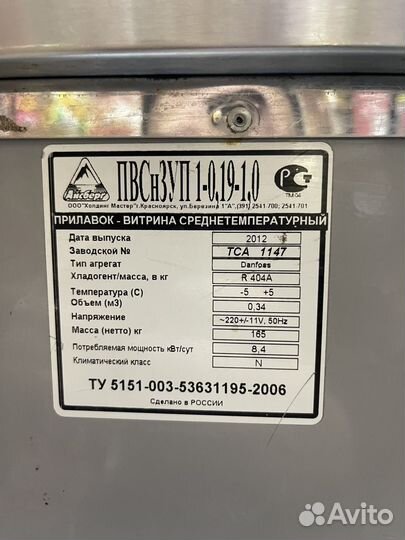 Айсберг
ПВСнЗУП 1-0,19-1,0
ООО"Холдинг Мастер"г.Красноярск, ул.Березина 1"А",(391) 2541-700; 2541-701
ПРИЛАВОК - ВИТРИНА СРЕДНЕТЕМПЕРАТУРНЫЙ
Дата выпуска 2012
Заводской № ТСА 1147
Тип агрегат Danfoss
Хладогент/масса, в кг R 404A
Температура (С) -5 +5
Объем (м3) 0,34
Напряжение ~220+/-11V, 50Hz
Масса (нетто) кг 165
Потребляемая мощность кВт/сут 8,4
Климатический класс N
ТУ 5151-003-53631195-2006
Сделано в РОССИИ
Avito